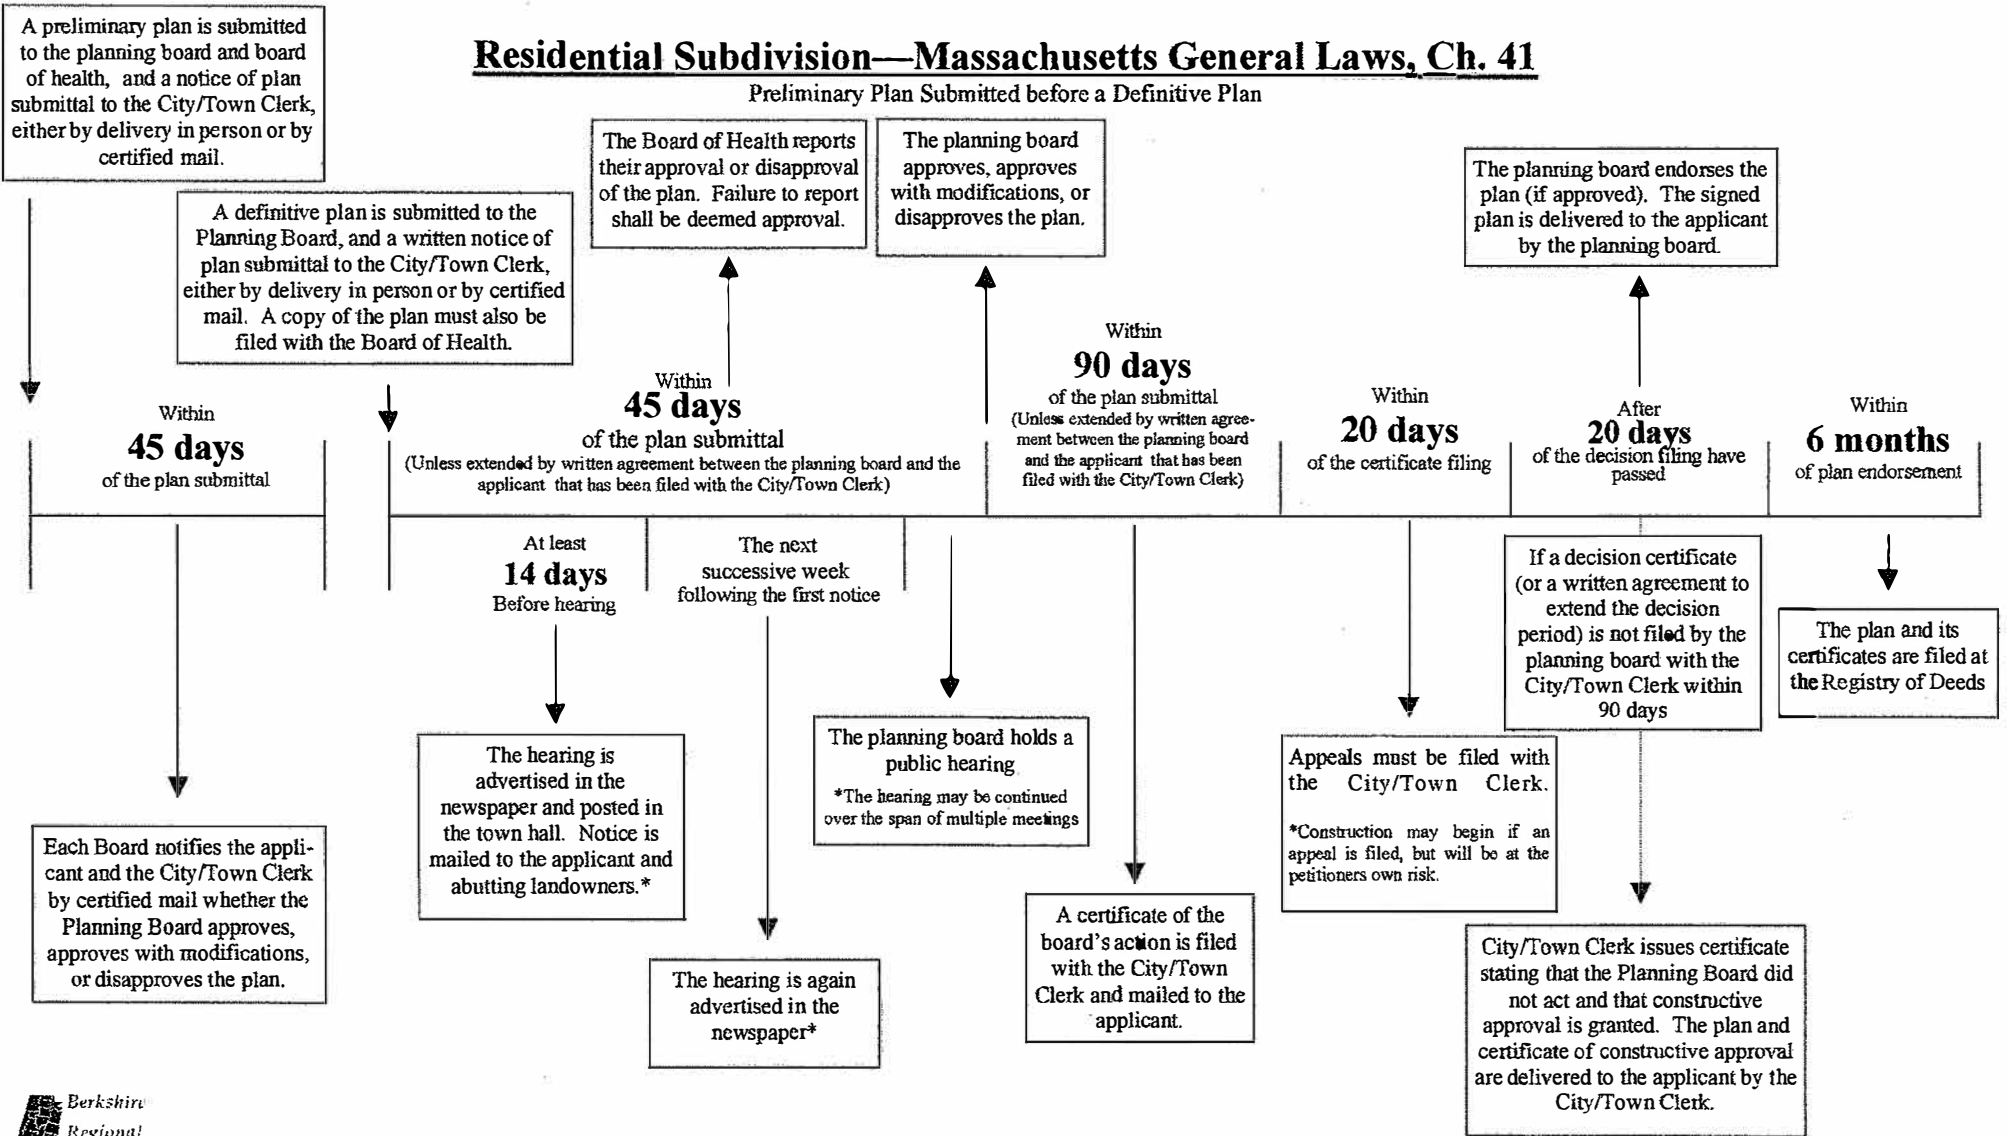 A preliminary plan is submitted
to the planning board and board
of health, and a notice of plan
submittal to the City/Town Clerk,
either by delivery in person or by
certified mail.
Residential Subdivision—Massachusetts General Laws, Ch. 41
Preliminary Plan Submitted before a Definitive Plan
A definitive plan is submitted to the
Planning Board, and a written notice of
plan submittal to the City/Town Clerk,
either by delivery in person or by certified
mail. A copy of the plan must also be
filed with the Board of Health.
The Board of Health reports
their approval or disapproval
of the plan. Failure to report
shall be deemed approval.
The planning board
approves, approves
with modifications, or
disapproves the plan.
The planning board endorses the
plan (if approved). The signed
plan is delivered to the applicant
by the planning board.
Within
45 days
of the plan submittal
Within
45 days
of the plan submittal
(Unless extended by written agreement between the planning board and the
applicant that has been filed with the City/Town Clerk)
Within
90 days
of the plan submittal
(Unless extended by written agree-
ment between the planning board
and the applicant that has been
filed with the City/Town Clerk)
Within
20 days
of the certificate filing
After
20 days
of the decision filing have
passed
Within
6 months
of plan endorsement
At least
14 days
Before hearing
The next
successive week
following the first notice
If a decision certificate
(or a written agreement to
extend the decision
period) is not filed by the
planning board with the
City/Town Clerk within
90 days
The plan and its
certificates are filed at
the Registry of Deeds
Each Board notifies the appli-
cant and the City/Town Clerk
by certified mail whether the
Planning Board approves,
approves with modifications,
or disapproves the plan.
The hearing is
advertised in the
newspaper and posted in
the town hall. Notice is
mailed to the applicant and
abutting landowners.*
The hearing is again
advertised in the
newspaper*
The planning board holds a
public hearing
*The hearing may be continued
over the span of multiple meetings
A certificate of the
board's action is filed
with the City/Town
Clerk and mailed to the
applicant.
Appeals must be filed with
the City/Town Clerk.
*Construction may begin if an
appeal is filed, but will be at the
petitioners own risk.
City/Town Clerk issues certificate
stating that the Planning Board did
not act and that constructive
approval is granted. The plan and
certificate of constructive approval
are delivered to the applicant by the
City/Town Clerk.
Berkshire
Regional